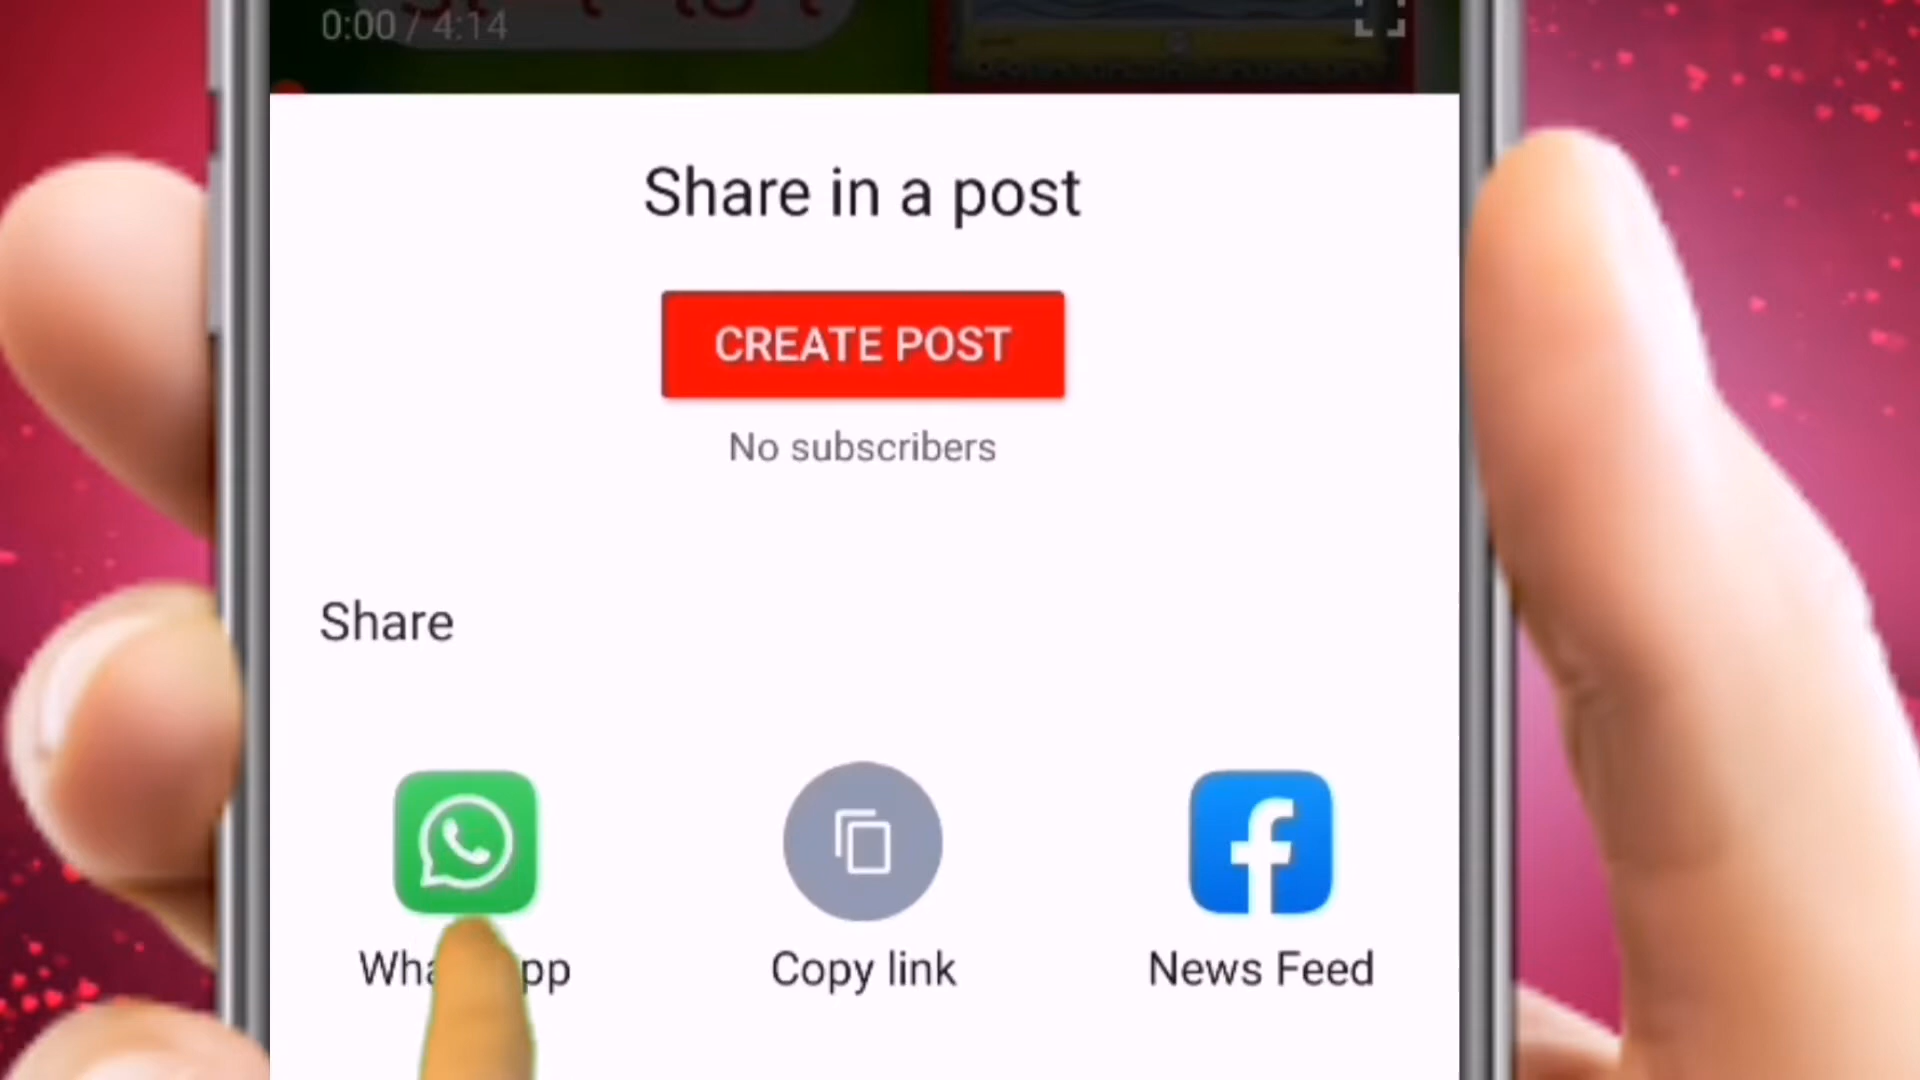 0:00 / 4:14
Share in a post
CREATE POST
No subscribers
Share
Copy link
News Feed